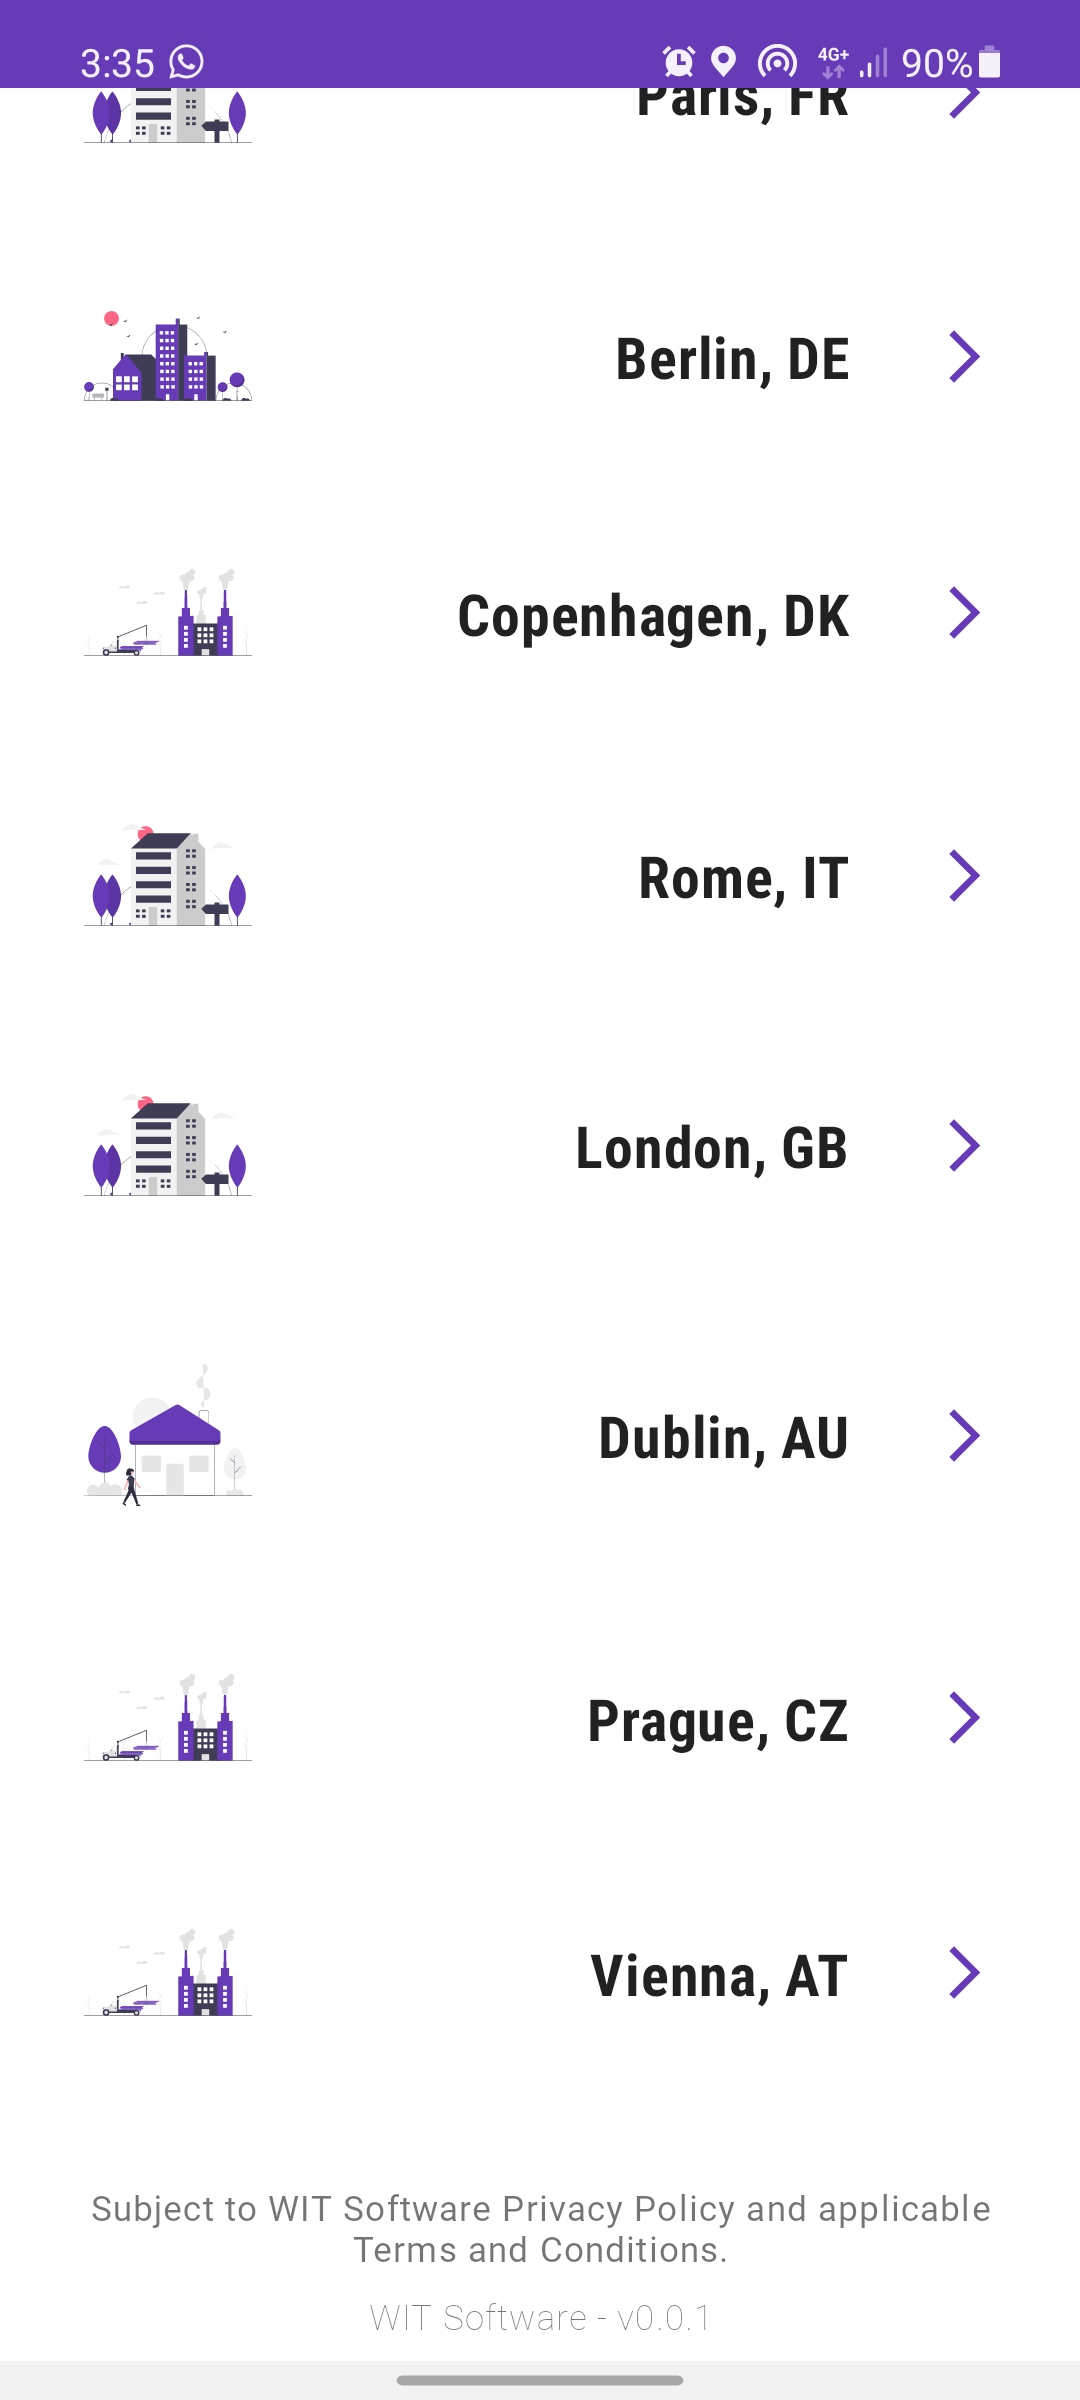 3:35 4G+ 90%
Paris, FR
Berlin, DE
Copenhagen, DK
Rome, IT
London, GB
Dublin, AU
Prague, CZ
Vienna, AT
Subject to WIT Software Privacy Policy and applicable
Terms and Conditions.
WIT Software - v0.0.1